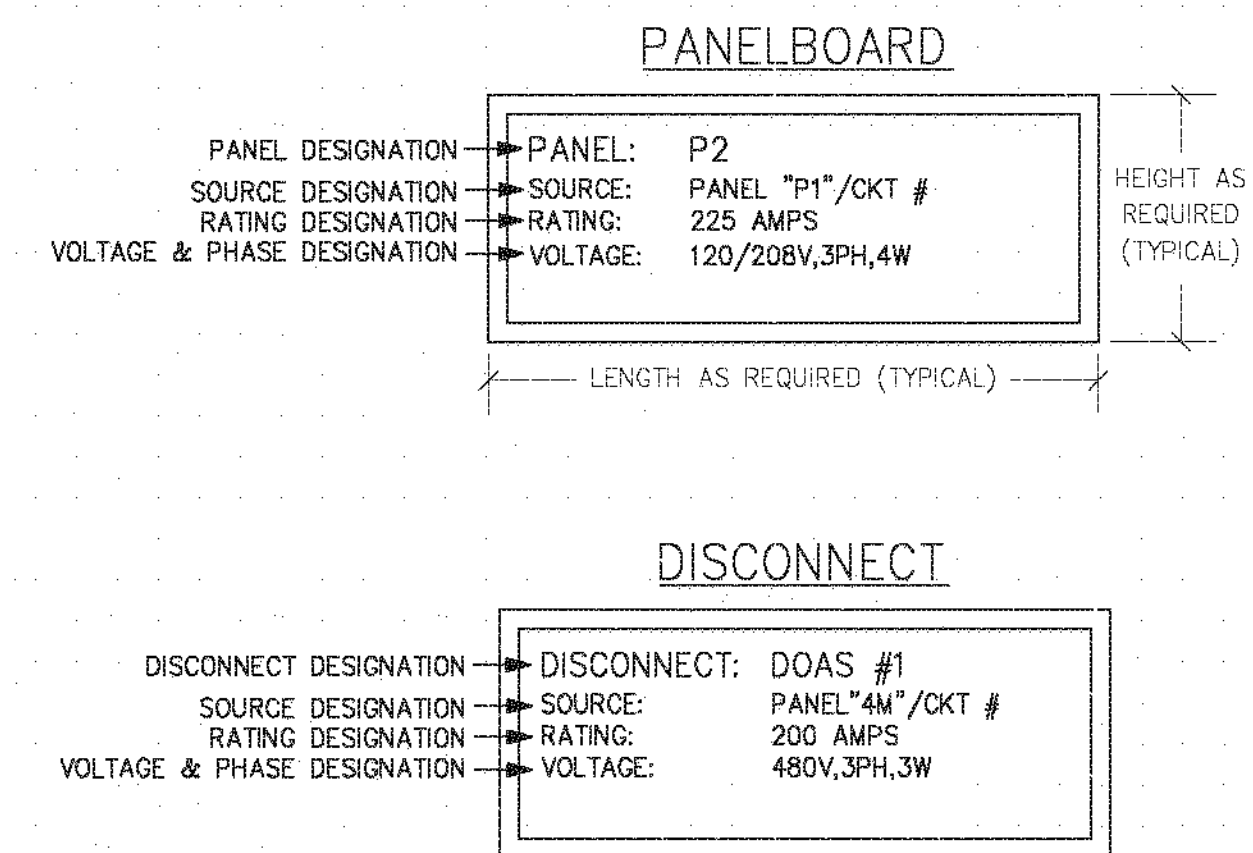 PANELBOARD
PANEL DESIGNATION PANEL: P2
SOURCE DESIGNATION SOURCE: PANEL "P1"/CKT #
RATING DESIGNATION RATING: 225 AMPS
VOLTAGE & PHASE DESIGNATION VOLTAGE: 120/208V,3PH,4W
HEIGHT AS
REQUIRED
(TYPICAL)
LENGTH AS REQUIRED (TYPICAL)
DISCONNECT
DISCONNECT DESIGNATION DISCONNECT: DOAS #1
SOURCE DESIGNATION SOURCE: PANEL"4M"/CKT #
RATING DESIGNATION RATING: 200 AMPS
VOLTAGE & PHASE DESIGNATION VOLTAGE: 480V,3PH,3W